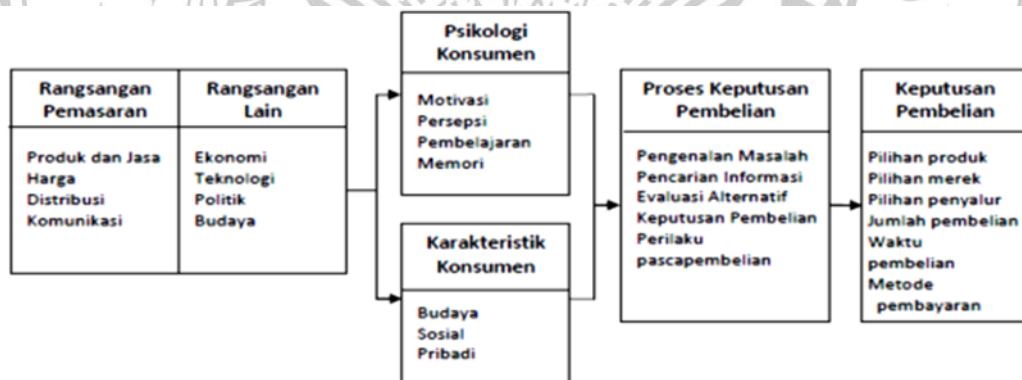 Rangsangan
Pemasaran
Produk dan Jasa
Harga
Distribusi
Komunikasi
Rangsangan
Lain
Ekonomi
Teknologi
Politik
Budaya
Psikologi
Konsumen
Motivasi
Persepsi
Pembelajaran
Memori
Karakteristik
Konsumen
Budaya
Sosial
Pribadi
Proses Keputusan
Pembelian
Pengenalan Masalah
Pencarian Informasi
Evaluasi Alternatif
Keputusan Pembelian
Perilaku
pascapembelian
Keputusan
Pembelian
Pilihan produk
Pilihan merek
Pilihan penyalur
Jumlah pembelian
Waktu
pembelian
Metode
pembayaran